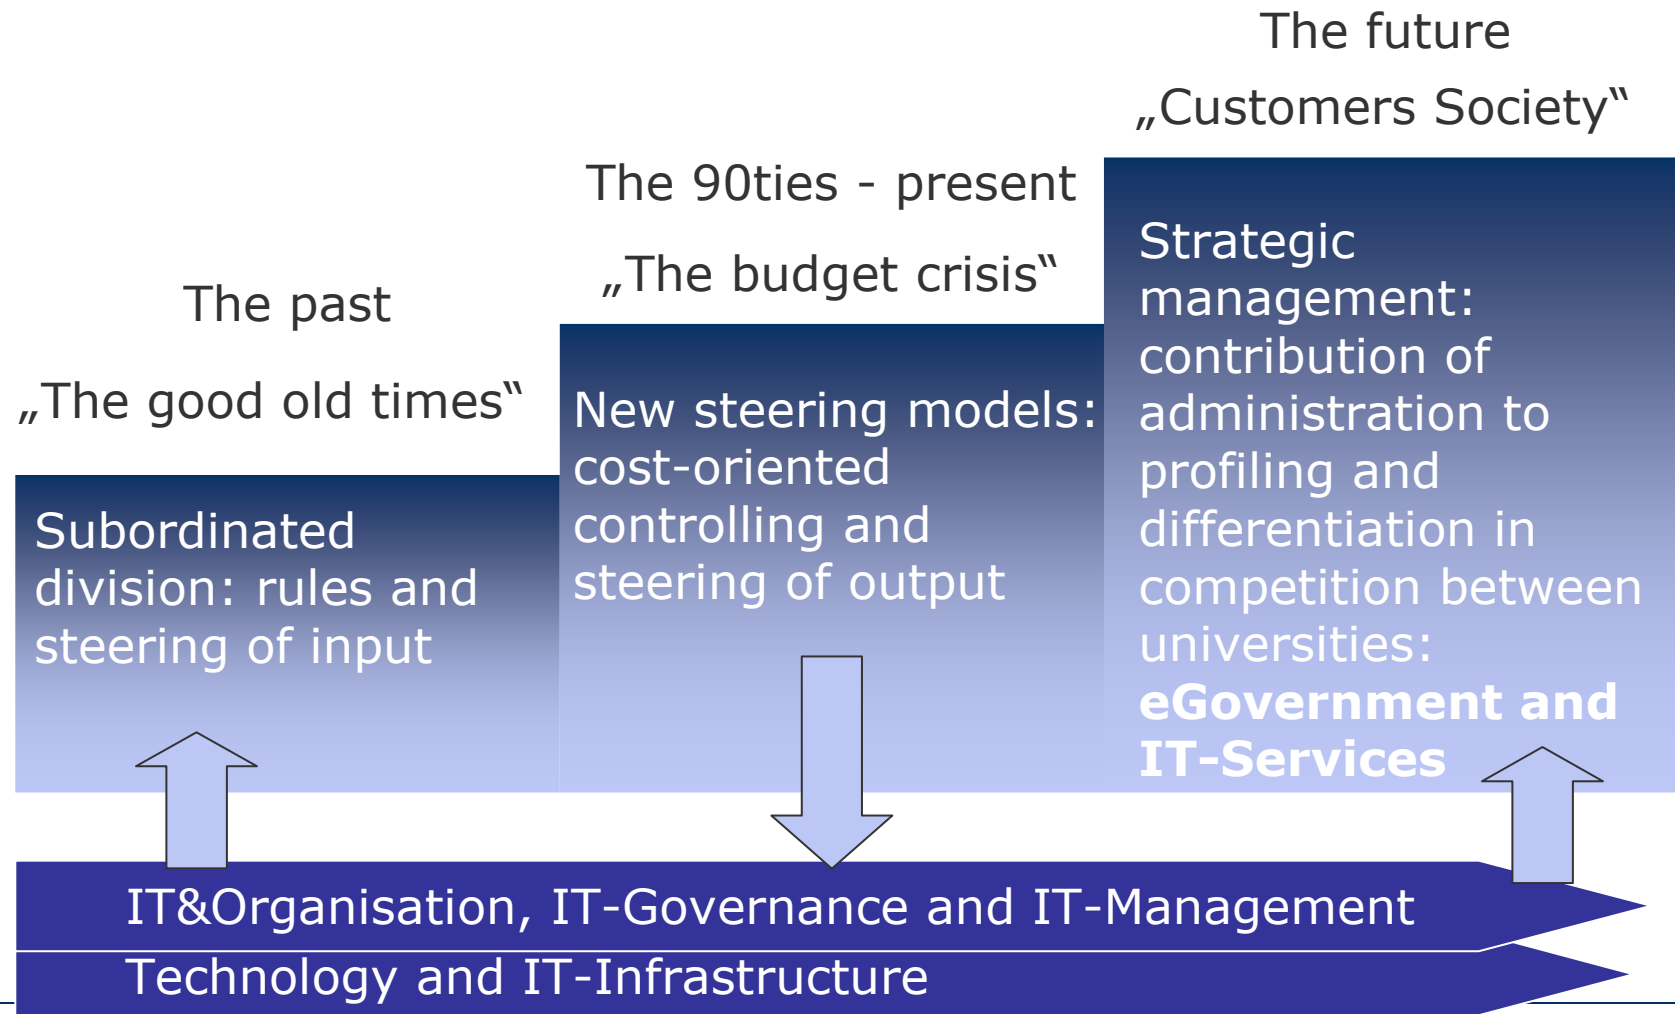 The past
„The good old times“
Subordinated
division: rules and
steering of input
The 90ties - present
„The budget crisis“
New steering models:
cost-oriented
controlling and
steering of output
The future
„Customers Society“
Strategic
management:
contribution of
administration to
profiling and
differentiation in
competition between
universities:
eGovernment and
IT-Services
IT&Organisation, IT-Governance and IT-Management
Technology and IT-Infrastructure